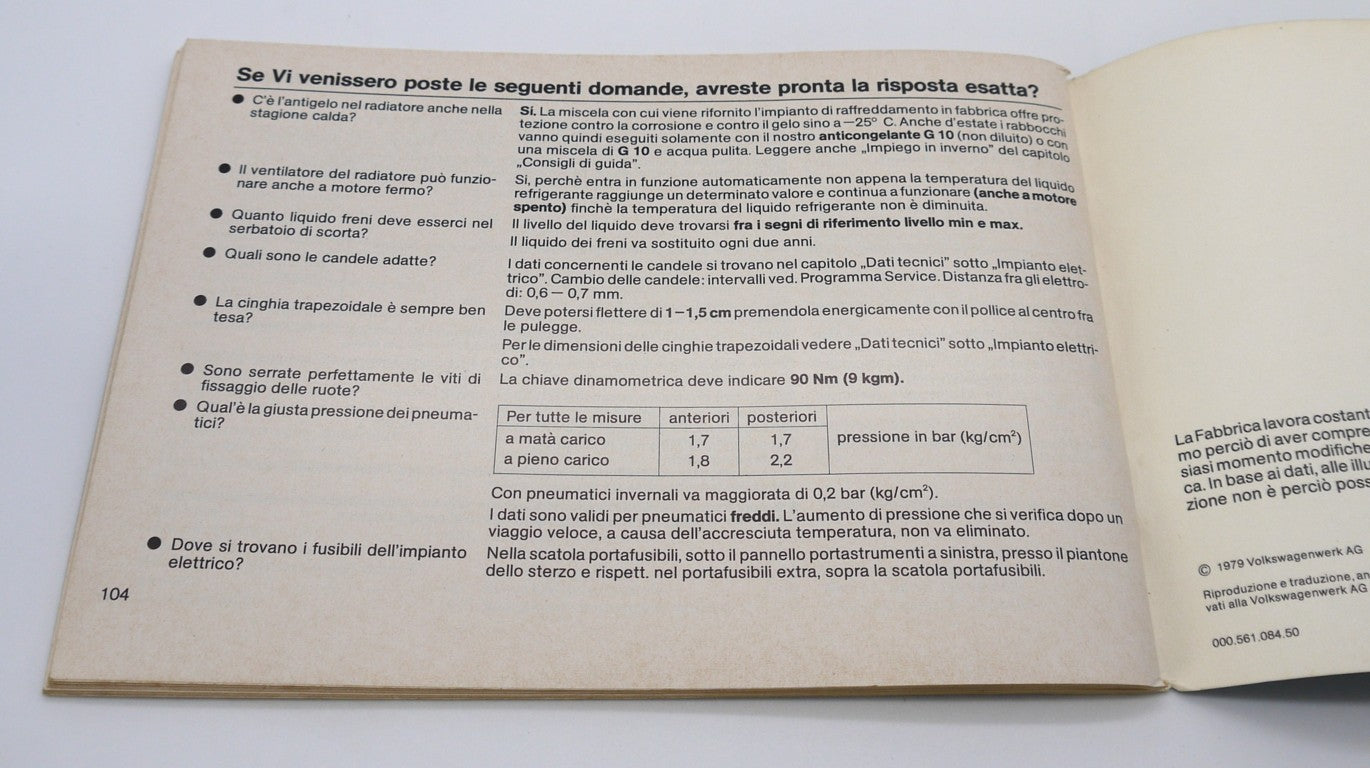 Se Vi venissero poste le seguenti domande, avreste pronta la risposta esatta?
● C'è l'antigelo nel radiatore anche nella
stagione calda?
Si. La miscela con cui viene rifornito l'impianto di raffreddamento in fabbrica offre pro-
tezione contro la corrosione e contro il gelo sino a —25° C. Anche d'estate i rabbocchi
vanno quindi eseguiti solamente con il nostro anticongelante G 10 (non diluito) o con
una miscela di G 10 e acqua pulita. Leggere anche „Impiego in inverno" del capitolo
„Consigli di guida".
● Il ventilatore del radiatore può funzio-
nare anche a motore fermo?
Si, perchè entra in funzione automaticamente non appena la temperatura del liquido
refrigerante raggiunge un determinato valore e continua a funzionare (anche a motore
spento) finchè la temperatura del liquido refrigerante non è diminuita.
● Quanto liquido freni deve esserci nel
serbatoio di scorta?
Il livello del liquido deve trovarsi fra i segni di riferimento livello min e max.
Il liquido dei freni va sostituito ogni due anni.
● Quali sono le candele adatte?
I dati concernenti le candele si trovano nel capitolo „Dati tecnici" sotto „Impianto elet-
trico". Cambio delle candele: intervalli ved. Programma Service. Distanza fra gli elettro-
di: 0,6 — 0,7 mm.
● La cinghia trapezoidale è sempre ben
tesa?
Deve potersi flettere di 1—1,5 cm premendola energicamente con il pollice al centro fra
le pulegge.
Per le dimensioni delle cinghie trapezoidali vedere „Dati tecnici" sotto „Impianto elettri-
co".
● Sono serrate perfettamente le viti di
fissaggio delle ruote?
La chiave dinamometrica deve indicare 90 Nm (9 kgm).
● Qual'è la giusta pressione dei pneuma-
tici?
Per tutte le misure anteriori posteriori
a matà carico 1,7 1,7 pressione in bar (kg/cm²)
a pieno carico 1,8 2,2
Con pneumatici invernali va maggiorata di 0,2 bar (kg/cm²).
I dati sono validi per pneumatici freddi. L'aumento di pressione che si verifica dopo un
viaggio veloce, a causa dell'accresciuta temperatura, non va eliminato.
● Dove si trovano i fusibili dell'impianto
elettrico?
Nella scatola portafusibili, sotto il pannello portastrumenti a sinistra, presso il piantone
dello sterzo e rispett. nel portafusibili extra, sopra la scatola portafusibili.
104
La Fabbrica lavora costant
mo perciò di aver compre
siasi momento modifiche
ca. In base ai dati, alle illu
zione non è perciò poss
© 1979 Volkswagenwerk AG
Riproduzione e traduzione, an
vati alla Volkswagenwerk AG
000.561.084.50